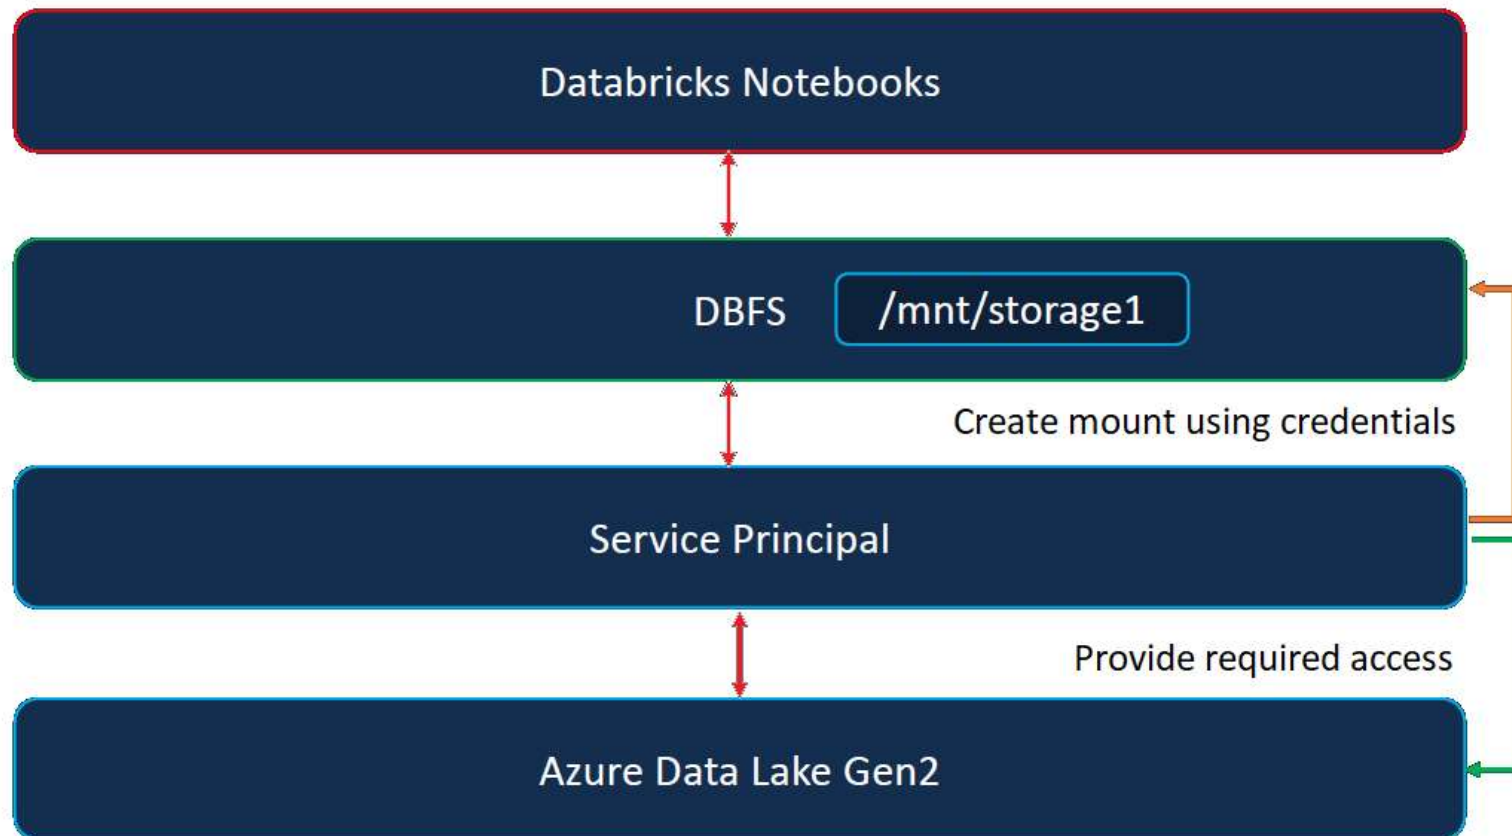 Databricks Notebooks
DBFS /mnt/storage1
Create mount using credentials
Service Principal
Provide required access
Azure Data Lake Gen2